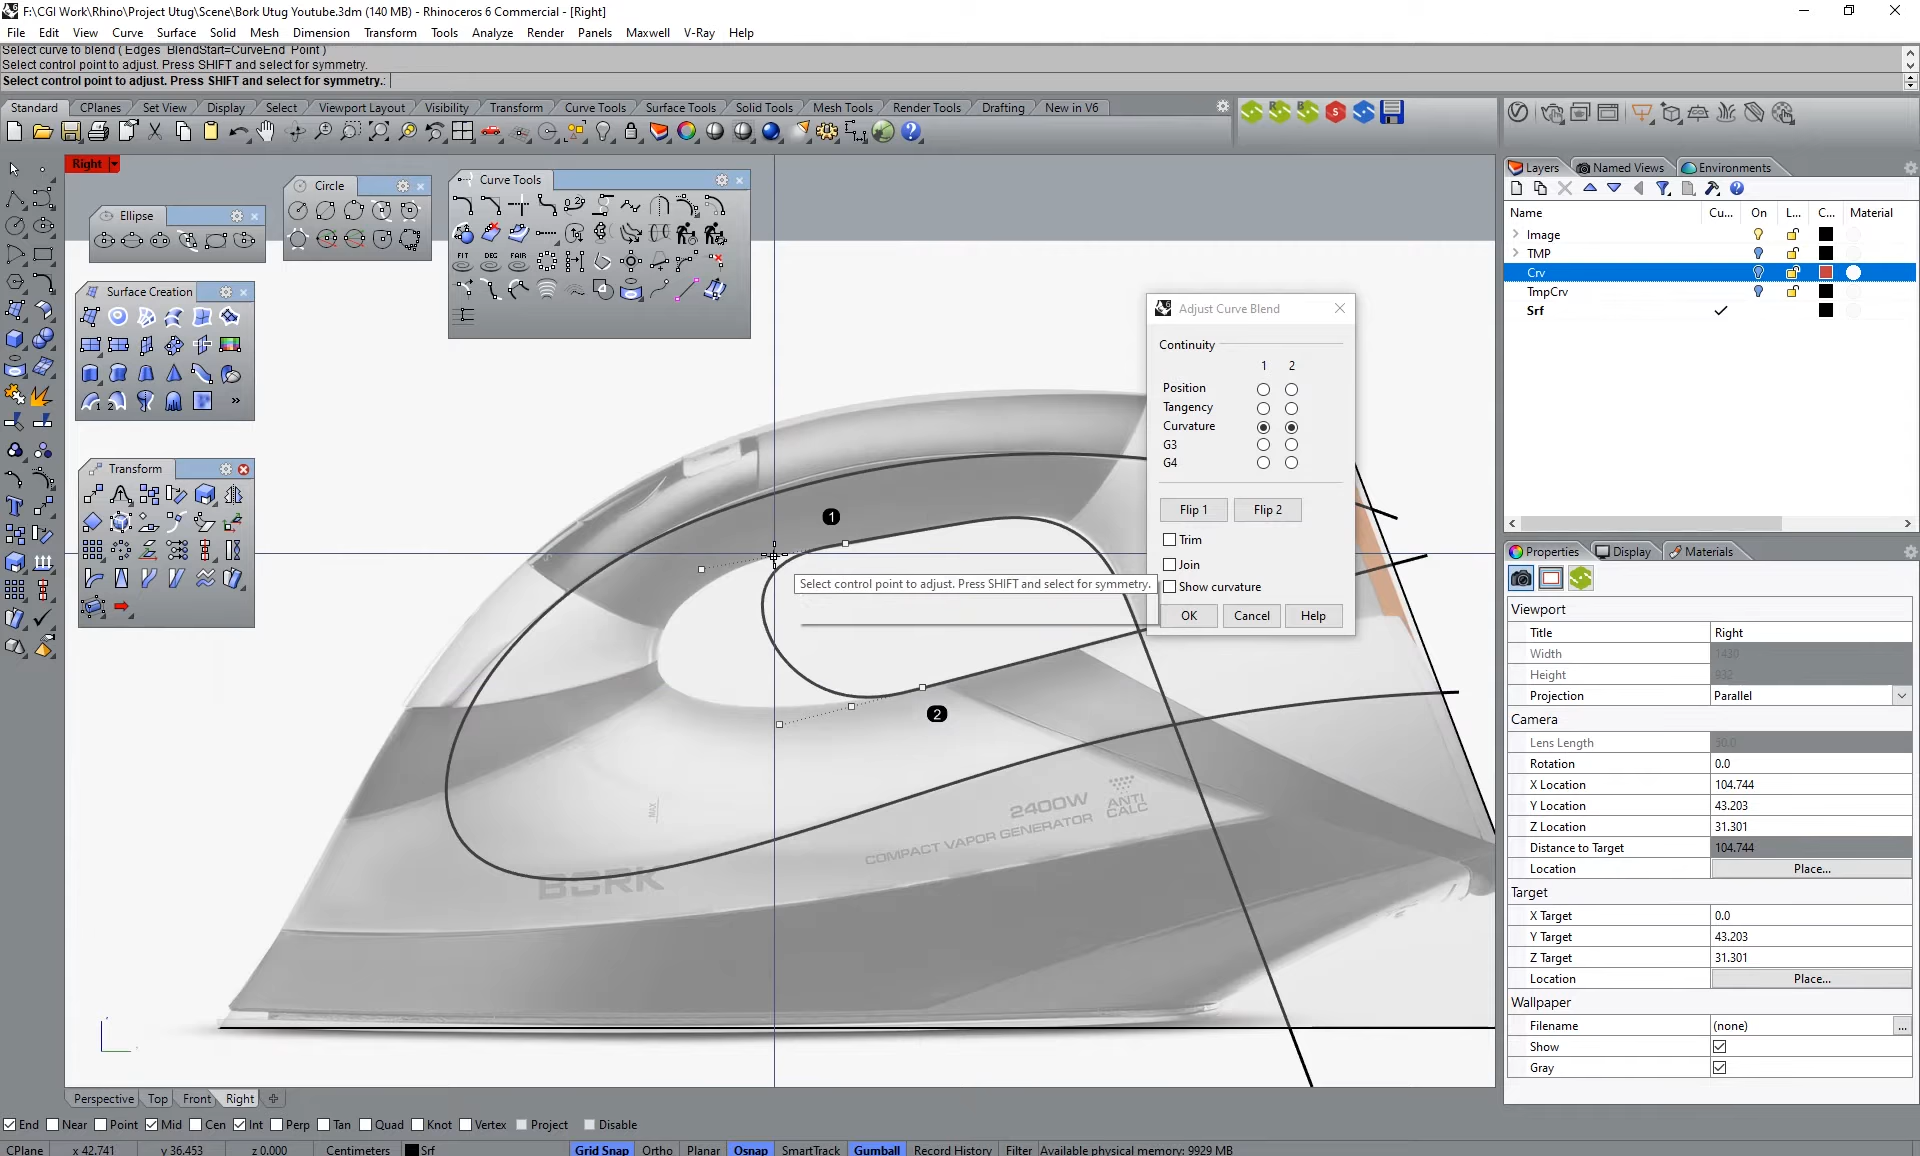 F:\CGI Work\Rhino\Project Utug\Scene\Bork Utug Youtube.3dm (140 MB) - Rhinoceros 6 Commercial - [Right]
File Edit View Curve Surface Solid Mesh Dimension Transform Tools Analyze Render Panels Maxwell V-Ray Help
Select curve to blend ( Edges BlendStart=CurveEnd Point )
Select control point to adjust. Press SHIFT and select for symmetry.
Select control point to adjust. Press SHIFT and select for symmetry.:
Standard CPlanes Set View Display Select Viewport Layout Visibility Transform Curve Tools Surface Tools Solid Tools Mesh Tools Render Tools Drafting New in V6
Right
Ellipse
Circle
Curve Tools
FIT DEG FAIR
Surface Creation
1 2 »
Transform
Adjust Curve Blend
Continuity
1 2
Position
Tangency
Curvature
G3
G4
Flip 1 Flip 2
Trim
Join
Show curvature
OK Cancel Help
1
Select control point to adjust. Press SHIFT and select for symmetry.
2
MAX
2400W
ANTI
CALC
COMPACT VAPOR GENERATOR
BORK
Layers Named Views Environments
Name Cu... On L... C... Material
Image
TMP
Crv
TmpCrv
Srf
Properties Display Materials
Viewport
Title Right
Width 1430
Height 932
Projection Parallel
Camera
Lens Length 50.0
Rotation 0.0
X Location 104.744
Y Location 43.203
Z Location 31.301
Distance to Target 104.744
Location Place...
Target
X Target 0.0
Y Target 43.203
Z Target 31.301
Location Place...
Wallpaper
Filename (none) ...
Show
Gray
Perspective Top Front Right
End Near Point Mid Cen Int Perp Tan Quad Knot Vertex Project Disable
CPlane x 42.741 y 36.453 z 0.000 Centimeters Srf Grid Snap Ortho Planar Osnap SmartTrack Gumball Record History Filter Available physical memory: 9929 MB